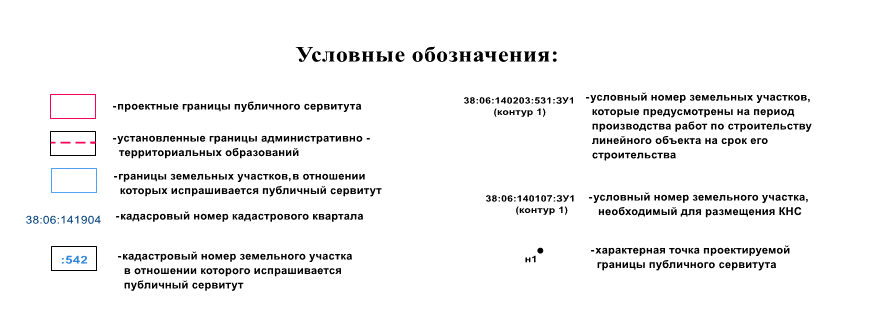 Условные обозначения:
-проектные границы публичного сервитута
-установленные границы административно -
территориальных образований
-границы земельных участков,в отношении
которых испрашивается публичный сервитут
38:06:141904
-кадасровый номер кадастрового квартала
:542
-кадастровый номер земельного участка
в отношении которого испрашивается
публичный сервитут
38:06:140203:531:ЗУ1
(контур 1)
-условный номер земельных участков,
которые предусмотрены на период
производства работ по строительству
линейного объекта на срок его
строительства
38:06:140107:ЗУ1
(контур 1)
-условный номер земельного участка,
необходимый для размещения КНС
н1
-характерная точка проектируемой
границы публичного сервитута